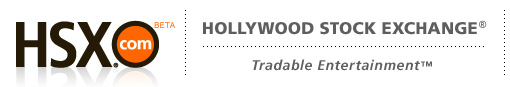 HSX.com BETA
HOLLYWOOD STOCK EXCHANGE®
Tradable Entertainment™